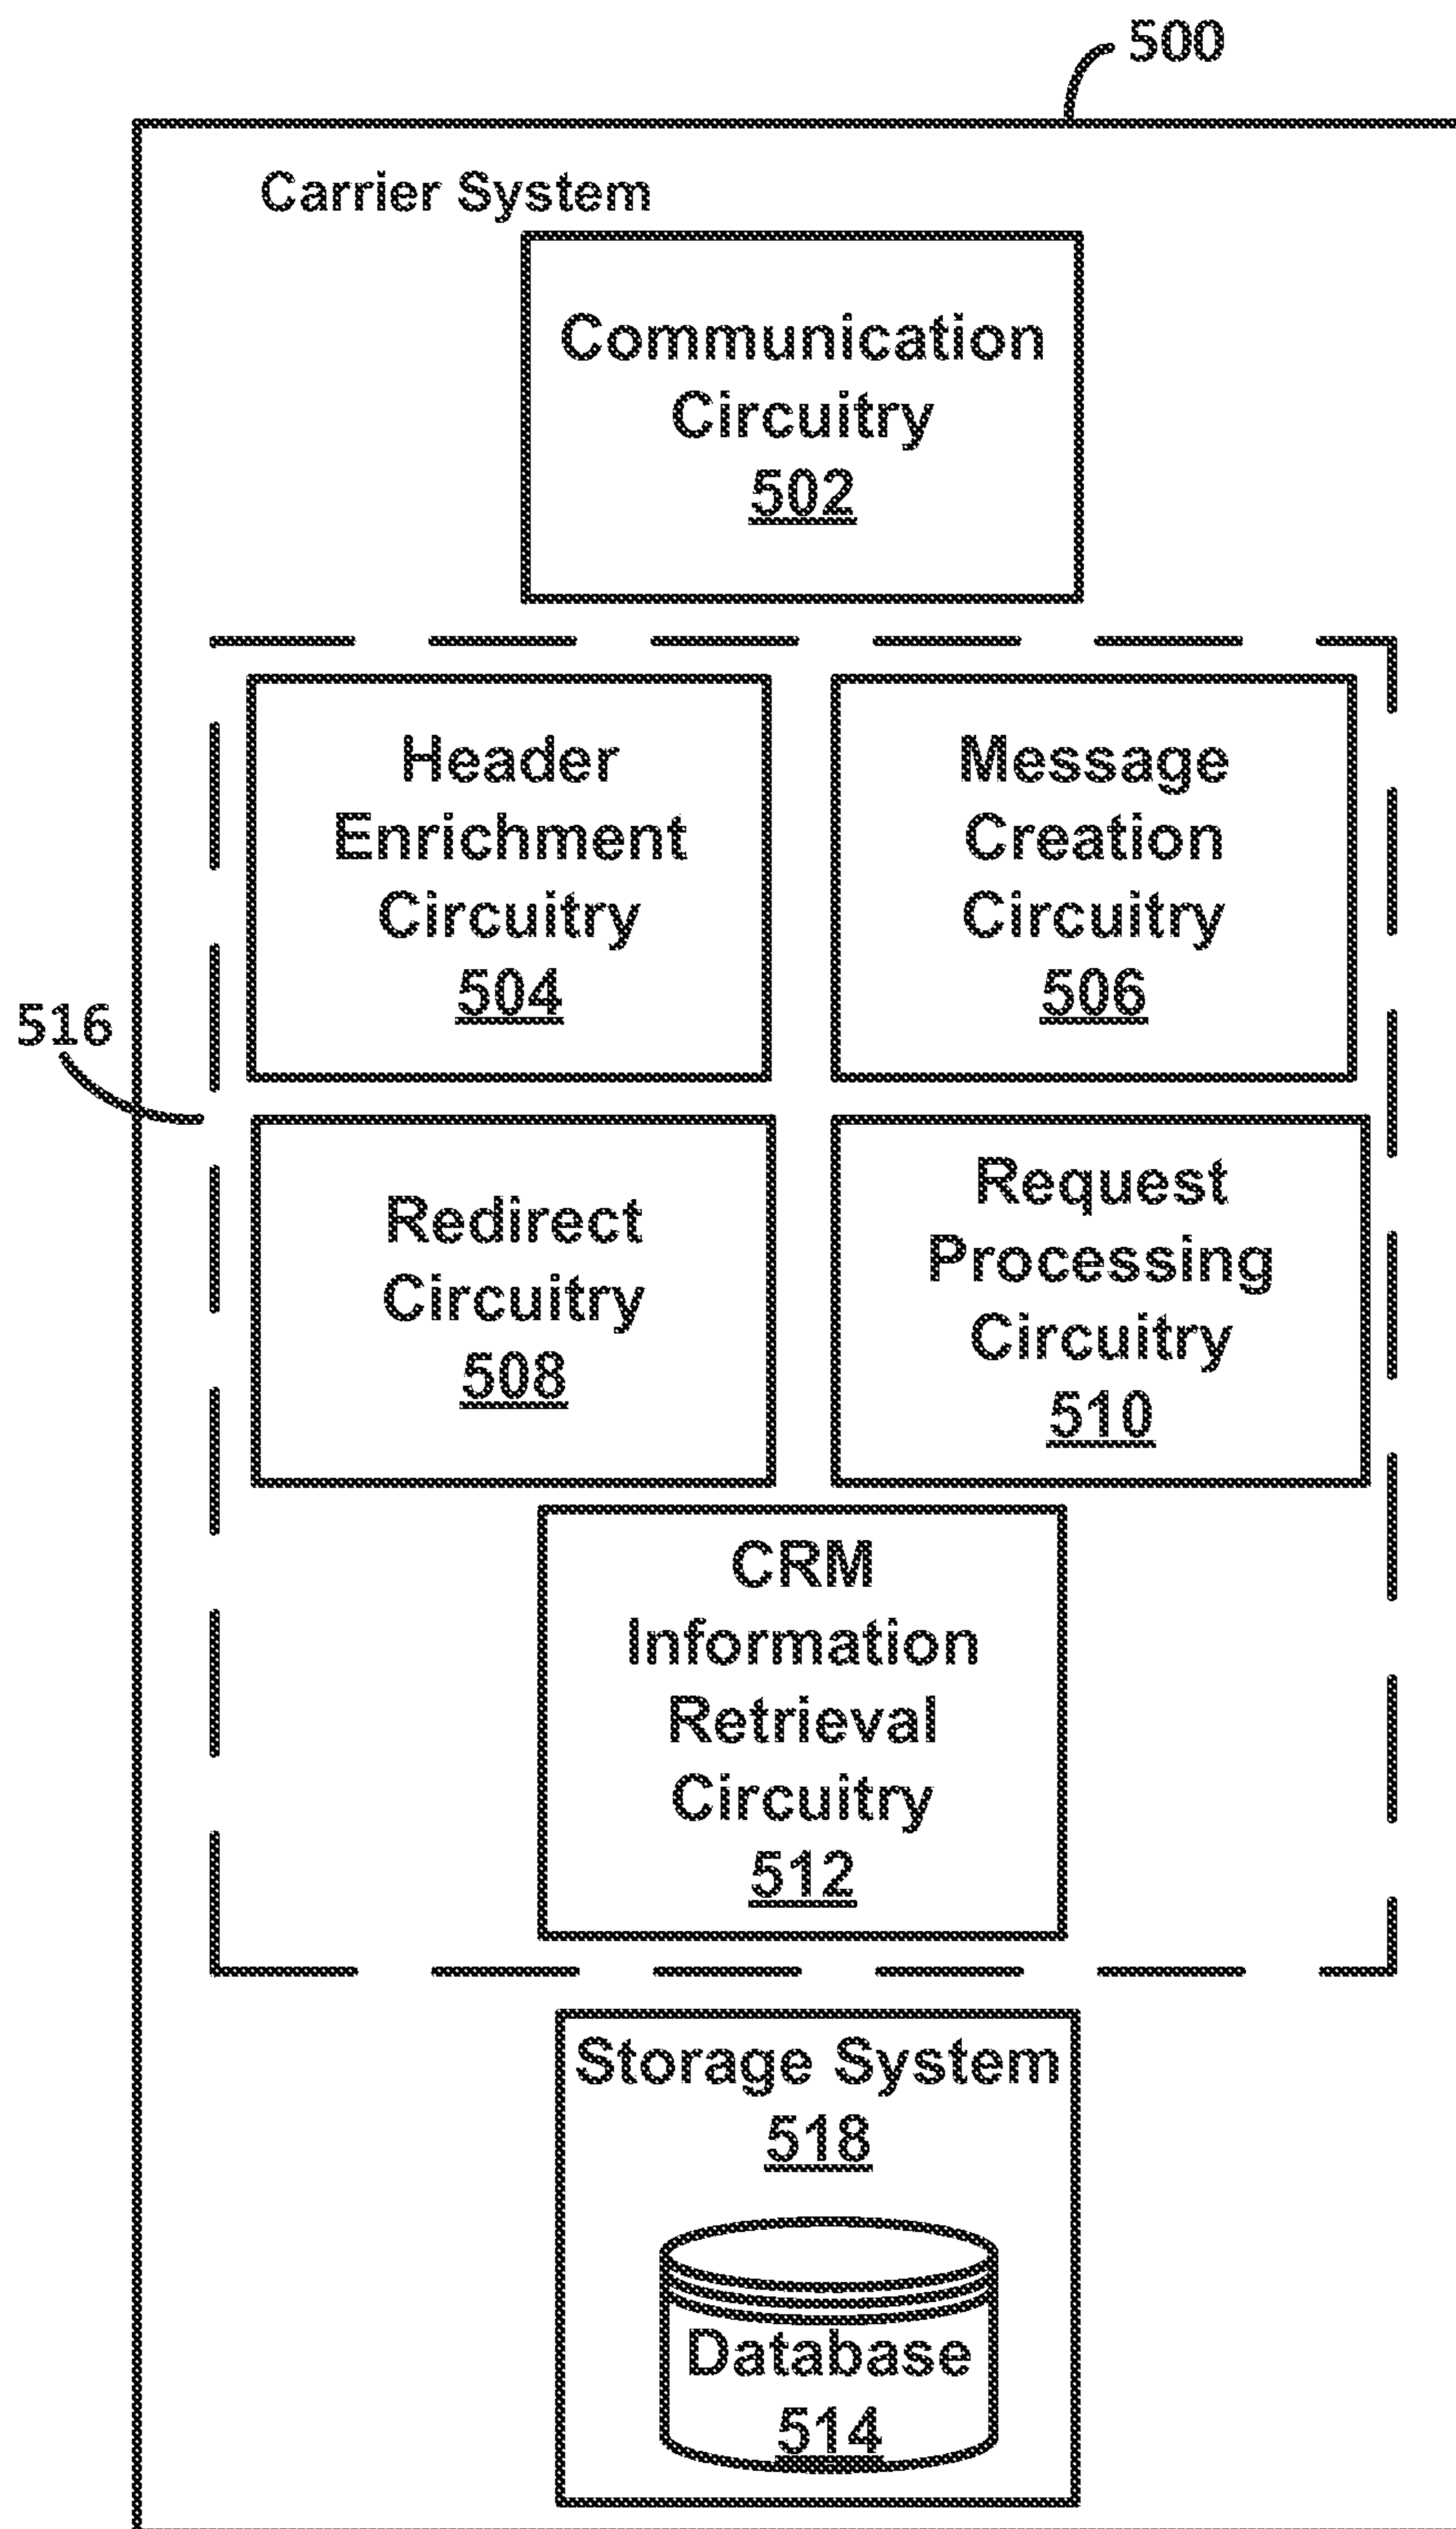 500
Carrier System
Communication
Circuitry
502
Header
Enrichment
Circuitry
504
Message
Creation
Circuitry
506
516
Redirect
Circuitry
508
Request
Processing
Circuitry
510
CRM
Information
Retrieval
Circuitry
512
Storage System
518
Database
514